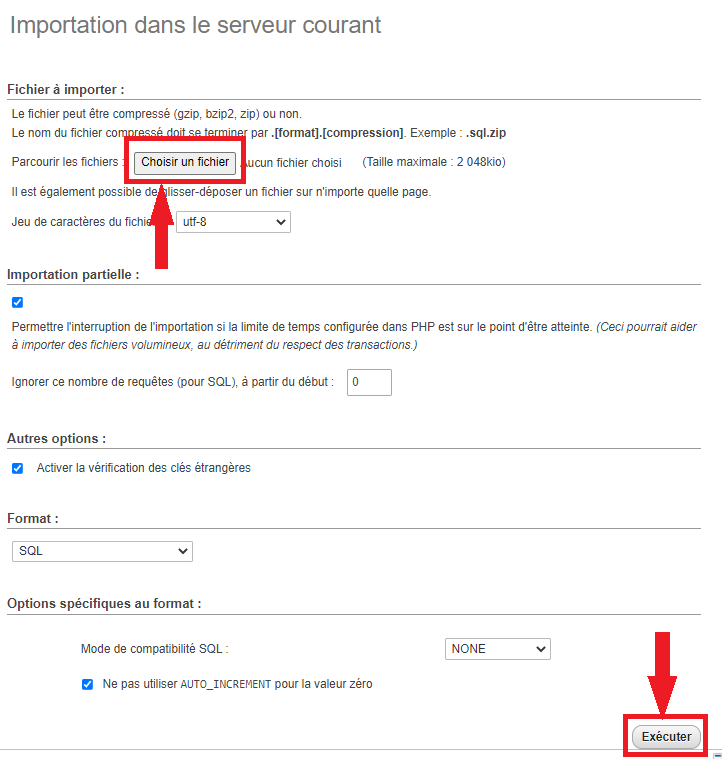 Importation dans le serveur courant
Fichier à importer :
Le fichier peut être compressé (gzip, bzip2, zip) ou non.
Le nom du fichier compressé doit se terminer par .[format].[compression]. Exemple : .sql.zip
Parcourir les fichiers : Choisir un fichier Aucun fichier choisi (Taille maximale : 2 048kio)
Il est également possible de glisser-déposer un fichier sur n'importe quelle page.
Jeu de caractères du fichier utf-8
Importation partielle :
Permettre l'interruption de l'importation si la limite de temps configurée dans PHP est sur le point d'être atteinte. (Ceci pourrait aider
à importer des fichiers volumineux, au détriment du respect des transactions.)
Ignorer ce nombre de requêtes (pour SQL), à partir du début : 0
Autres options :
Activer la vérification des clés étrangères
Format :
SQL
Options spécifiques au format :
Mode de compatibilité SQL : NONE
Ne pas utiliser AUTO_INCREMENT pour la valeur zéro
Exécuter